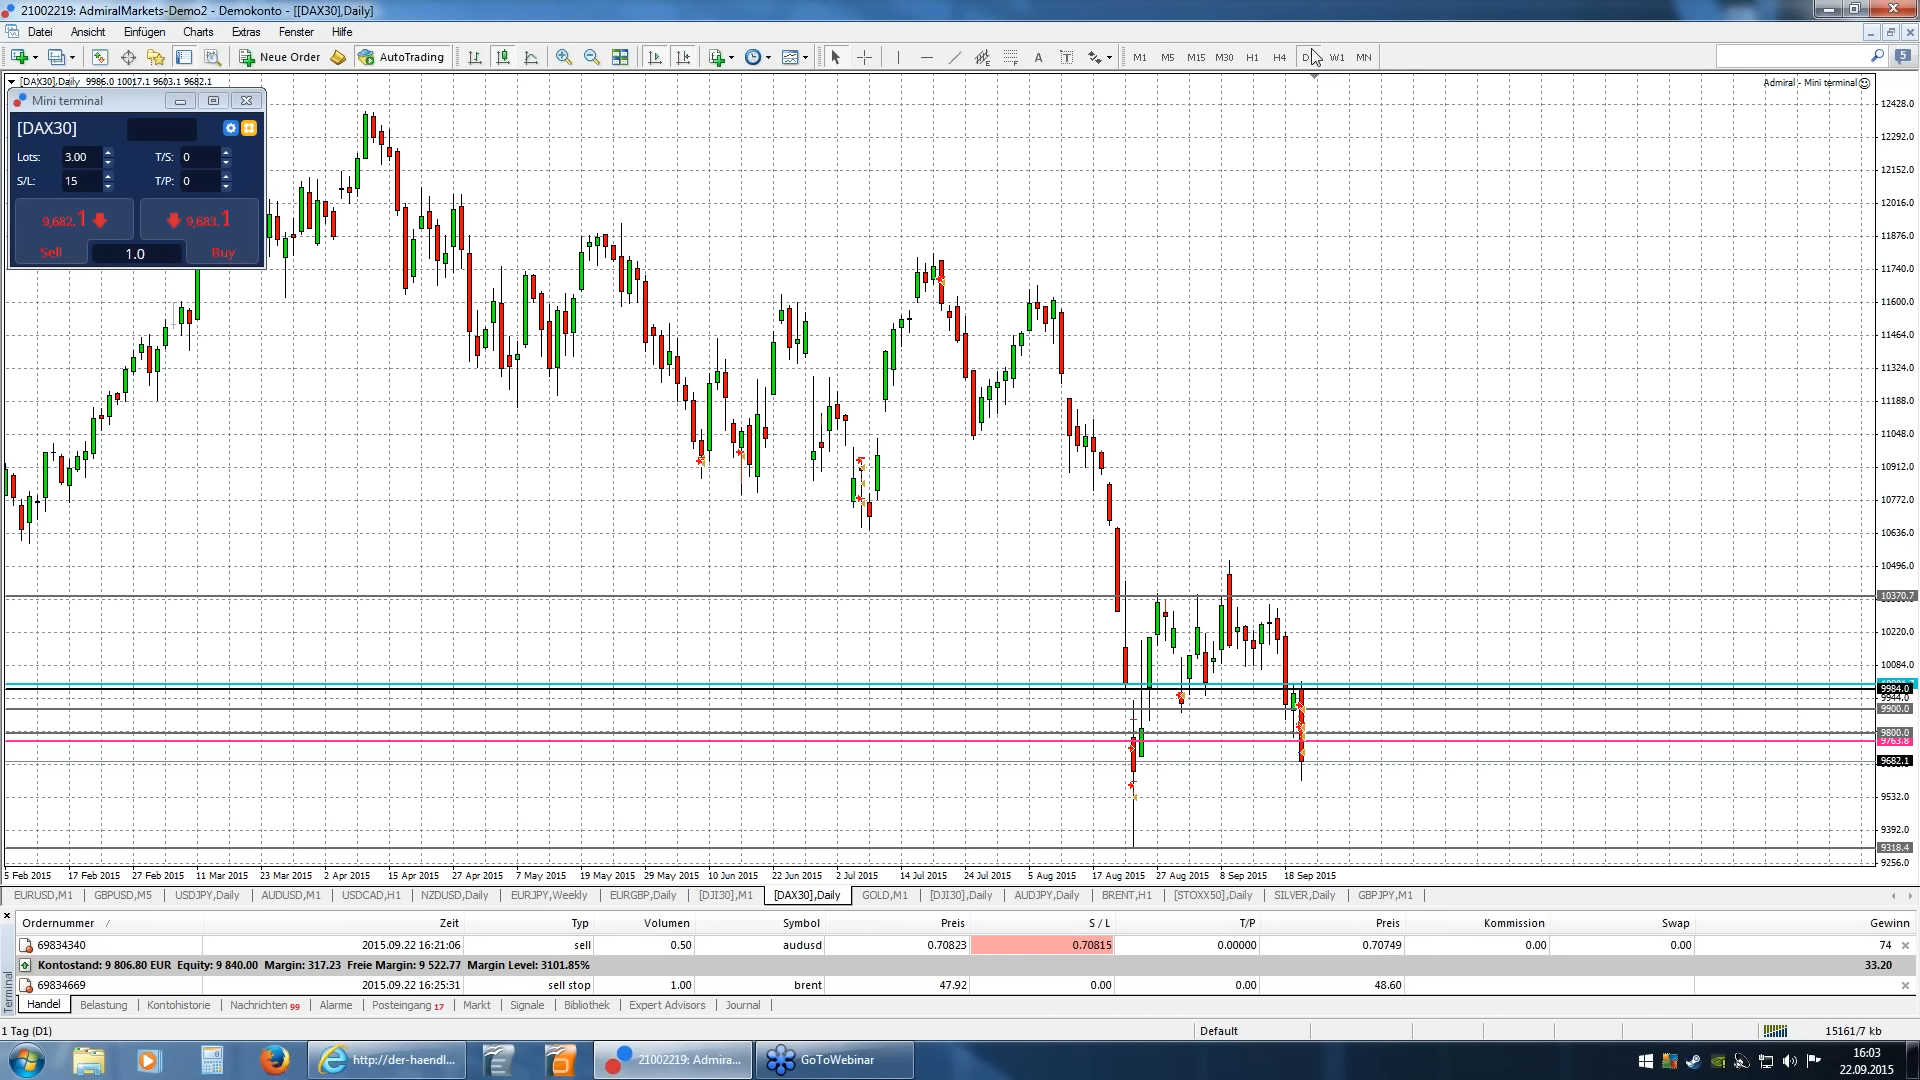 21002219: AdmiralMarkets-Demo2 - Demokonto - [[DAX30],Daily]
Datei Ansicht Einfügen Charts Extras Fenster Hilfe
Neue Order AutoTrading A T M1 M5 M15 M30 H1 H4 W1 MN 5
[DAX30],Daily 9986.0 10017.1 9603.1 9682.1
Admiral - Mini terminal
Mini terminal
[DAX30]
Lots: 3.00 T/S: 0
S/L: 15 T/P: 0
9,682.1 9,683.1
Sell 1.0 Buy
12428.0
12292.0
12152.0
12016.0
11876.0
11740.0
11600.0
11464.0
11324.0
11188.0
11048.0
10912.0
10772.0
10636.0
10496.0
10370.7
10220.0
10084.0
9984.0
9944.0
9900.0
9800.0
9763.8
9682.1
9532.0
9392.0
9318.4
9256.0
5 Feb 2015 17 Feb 2015 27 Feb 2015 11 Mar 2015 23 Mar 2015 2 Apr 2015 15 Apr 2015 27 Apr 2015 7 May 2015 19 May 2015 29 May 2015 10 Jun 2015 22 Jun 2015 2 Jul 2015 14 Jul 2015 24 Jul 2015 5 Aug 2015 17 Aug 2015 27 Aug 2015 8 Sep 2015 18 Sep 2015
EURUSD,M1 GBPUSD,M5 USDJPY,Daily AUDUSD,M1 USDCAD,H1 NZDUSD,Daily EURJPY,Weekly EURGBP,Daily [DJI30],M1 [DAX30],Daily GOLD,M1 [DJI30],Daily AUDJPY,Daily BRENT,H1 [STOXX50],Daily SILVER,Daily GBPJPY,M1
Ordernummer / Zeit Typ Volumen Symbol Preis S / L T/P Preis Kommission Swap Gewinn
69834340 2015.09.22 16:21:06 sell 0.50 audusd 0.70823 0.70815 0.00000 0.70749 0.00 0.00 74
Kontostand: 9 806.80 EUR Equity: 9 840.00 Margin: 317.23 Freie Margin: 9 522.77 Margin Level: 3101.85% 33.20
69834669 2015.09.22 16:25:31 sell stop 1.00 brent 47.92 0.00 0.00 48.60
Terminal
Handel Belastung Kontohistorie Nachrichten 99 Alarme Posteingang 17 Markt Signale Bibliothek Expert Advisors Journal
1 Tag (D1) Default 15161/7 kb
http://der-haendl... 21002219: Admira... GoToWebinar
16:03
22.09.2015